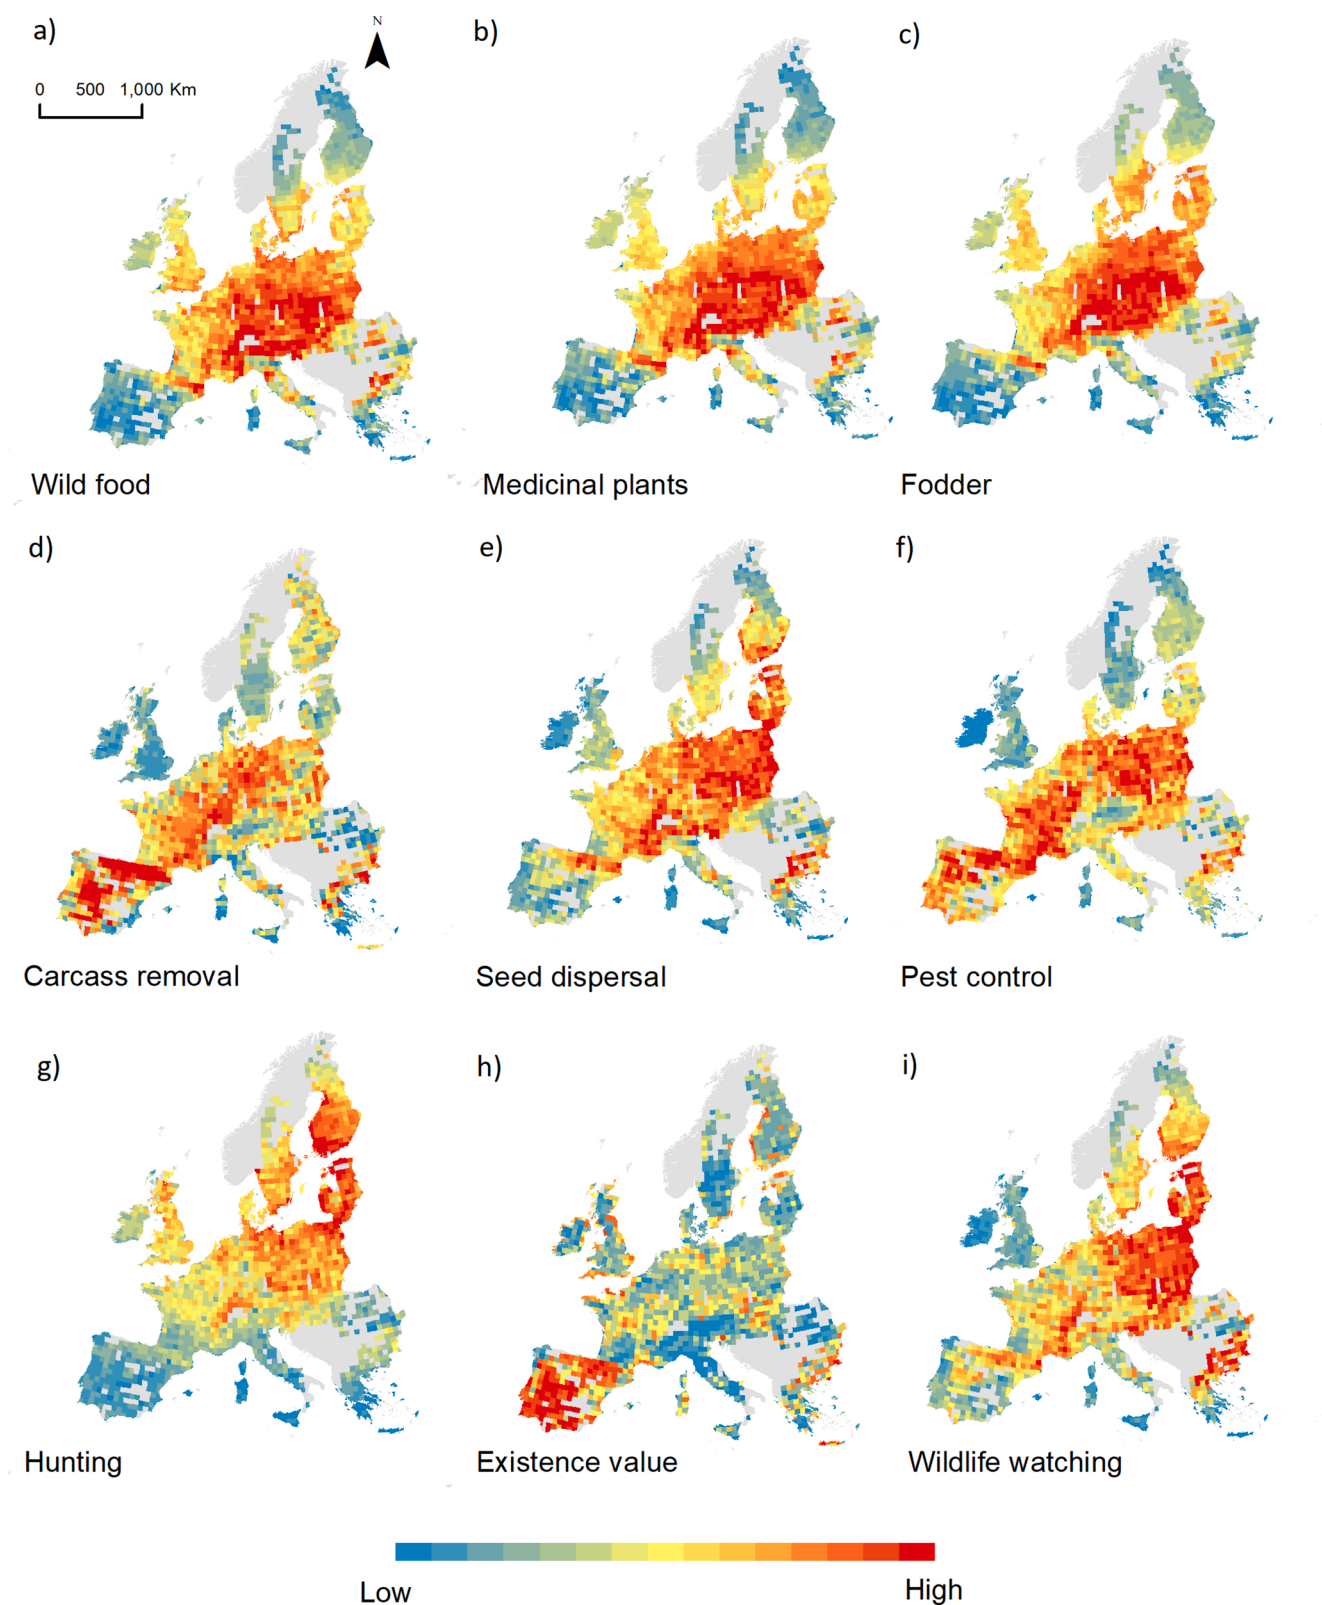 a)
N
b)
c)
0 500 1,000 Km
Wild food
Medicinal plants
Fodder
d)
e)
f)
Carcass removal
Seed dispersal
Pest control
g)
h)
i)
Hunting
Existence value
Wildlife watching
Low
High